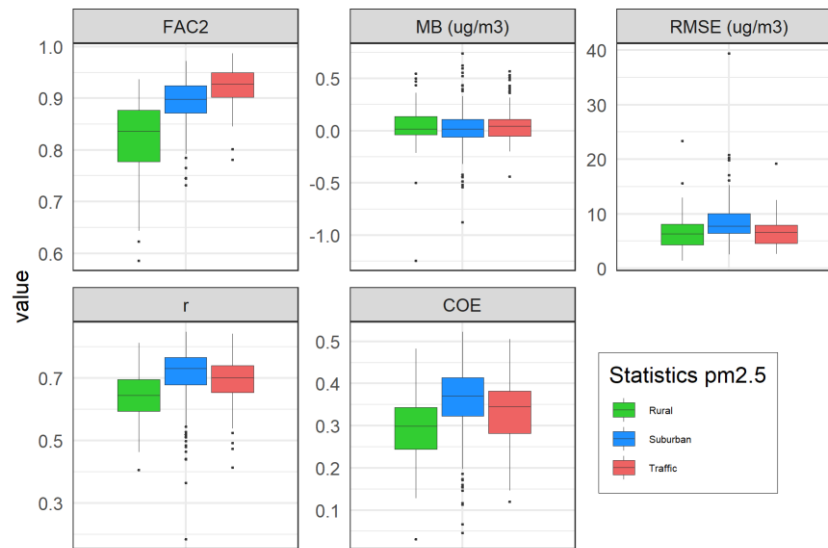 FAC2
MB (ug/m3)
RMSE (ug/m3)
1.0
0.9
0.8
0.7
0.6
0.5
0.0
-0.5
-1.0
40
30
20
10
0
value
r
COE
0.7
0.5
0.3
0.5
0.4
0.3
0.2
0.1
Statistics pm2.5
Rural
Suburban
Traffic